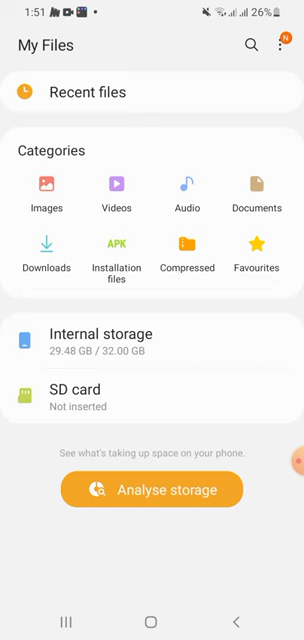 1:51 26%
My Files
N
Recent files
Categories
Images Videos Audio Documents
Downloads Installation files Compressed Favourites
APK
Internal storage
29.48 GB / 32.00 GB
SD card
Not inserted
See what's taking up space on your phone.
Analyse storage